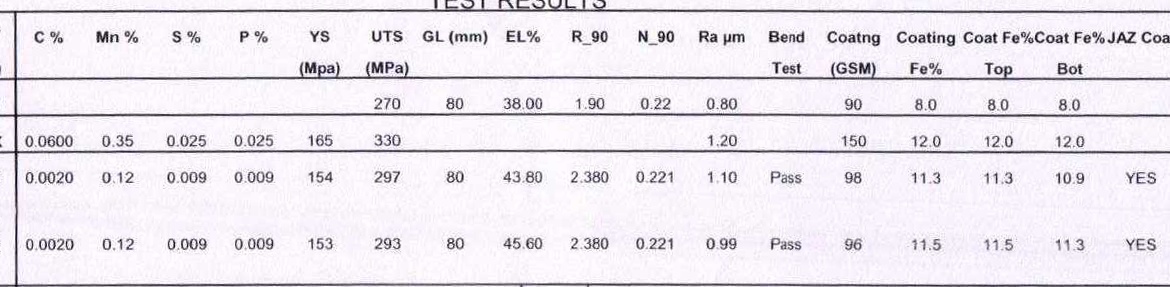 TEST RESULTS
C % Mn % S % P % YS UTS GL (mm) EL% R_90 N_90 Ra µm Bend Coatng Coating Coat Fe% Coat Fe% JAZ Coa
(Mpa) (MPa) Test (GSM) Fe% Top Bot
270 80 38.00 1.90 0.22 0.80 90 8.0 8.0 8.0
0.0600 0.35 0.025 0.025 165 330 1.20 150 12.0 12.0 12.0
0.0020 0.12 0.009 0.009 154 297 80 43.80 2.380 0.221 1.10 Pass 98 11.3 11.3 10.9 YES
0.0020 0.12 0.009 0.009 153 293 80 45.60 2.380 0.221 0.99 Pass 96 11.5 11.5 11.3 YES